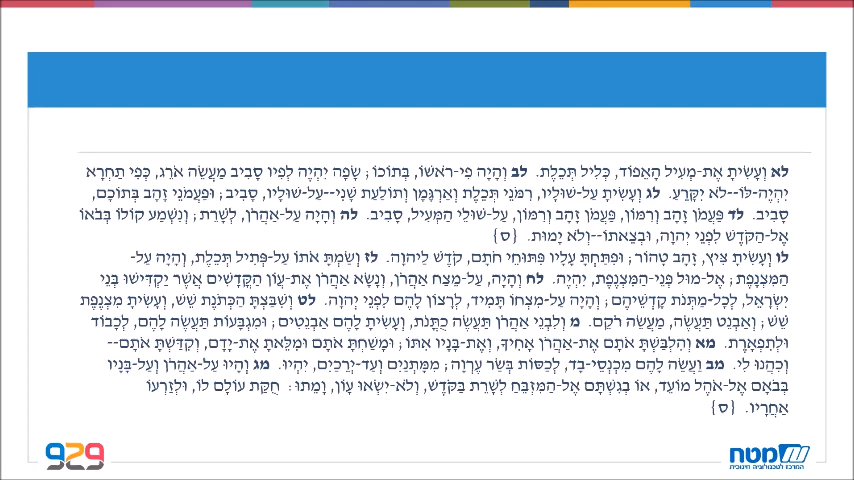 לא וְעָשִׂיתָ אֶת-מְעִיל הָאֵפוֹד, כְּלִיל תְּכֵלֶת. לב וְהָיָה פִי-רֹאשׁוֹ, בְּתוֹכוֹ; שָׂפָה יִהְיֶה לְפִיו סָבִיב מַעֲשֵׂה אֹרֵג, כְּפִי תַחְרָא
יִהְיֶה-לּוֹ--לֹא יִקָּרֵעַ. לג וְעָשִׂיתָ עַל-שׁוּלָיו, רִמֹּנֵי תְּכֵלֶת וְאַרְגָּמָן וְתוֹלַעַת שָׁנִי--עַל-שׁוּלָיו, סָבִיב; וּפַעֲמֹנֵי זָהָב בְּתוֹכָם,
סָבִיב. לד פַּעֲמֹן זָהָב וְרִמּוֹן, פַּעֲמֹן זָהָב וְרִמּוֹן, עַל-שׁוּלֵי הַמְּעִיל, סָבִיב. לה וְהָיָה עַל-אַהֲרֹן, לְשָׁרֵת; וְנִשְׁמַע קוֹלוֹ בְּבֹאוֹ
אֶל-הַקֹּדֶשׁ לִפְנֵי יְהוָה, וּבְצֵאתוֹ--וְלֹא יָמוּת. {ס}
לו וְעָשִׂיתָ צִּיץ, זָהָב טָהוֹר; וּפִתַּחְתָּ עָלָיו פִּתּוּחֵי חֹתָם, קֹדֶשׁ לַיהוָה. לז וְשַׂמְתָּ אֹתוֹ עַל-פְּתִיל תְּכֵלֶת, וְהָיָה עַל-
הַמִּצְנָפֶת; אֶל-מוּל פְּנֵי-הַמִּצְנֶפֶת, יִהְיֶה. לח וְהָיָה, עַל-מֵצַח אַהֲרֹן, וְנָשָׂא אַהֲרֹן אֶת-עֲוֺן הַקֳּדָשִׁים אֲשֶׁר יַקְדִּישׁוּ בְּנֵי
יִשְׂרָאֵל, לְכָל-מַתְּנֹת קָדְשֵׁיהֶם; וְהָיָה עַל-מִצְחוֹ תָּמִיד, לְרָצוֹן לָהֶם לִפְנֵי יְהוָה. לט וְשִׁבַּצְתָּ הַכְּתֹנֶת שֵׁשׁ, וְעָשִׂיתָ מִצְנֶפֶת
שֵׁשׁ; וְאַבְנֵט תַּעֲשֶׂה, מַעֲשֵׂה רֹקֵם. מ וְלִבְנֵי אַהֲרֹן תַּעֲשֶׂה כֻתֳּנֹת, וְעָשִׂיתָ לָהֶם אַבְנֵטִים; וּמִגְבָּעוֹת תַּעֲשֶׂה לָהֶם, לְכָבוֹד
וּלְתִפְאָרֶת. מא וְהִלְבַּשְׁתָּ אֹתָם אֶת-אַהֲרֹן אָחִיךָ, וְאֶת-בָּנָיו אִתּוֹ; וּמָשַׁחְתָּ אֹתָם וּמִלֵּאתָ אֶת-יָדָם, וְקִדַּשְׁתָּ אֹתָם--
וְכִהֲנוּ לִי. מב וַעֲשֵׂה לָהֶם מִכְנְסֵי-בָד, לְכַסּוֹת בְּשַׂר עֶרְוָה; מִמָּתְנַיִם וְעַד-יְרֵכַיִם, יִהְיוּ. מג וְהָיוּ עַל-אַהֲרֹן וְעַל-בָּנָיו
בְּבֹאָם אֶל-אֹהֶל מוֹעֵד, אוֹ בְגִשְׁתָּם אֶל-הַמִּזְבֵּחַ לְשָׁרֵת בַּקֹּדֶשׁ, וְלֹא-יִשְׂאוּ עָוֺן, וָמֵתוּ: חֻקַּת עוֹלָם לוֹ, וּלְזַרְעוֹ
אַחֲרָיו. {ס}
929
מטח
המרכז לטכנולוגיה חינוכית